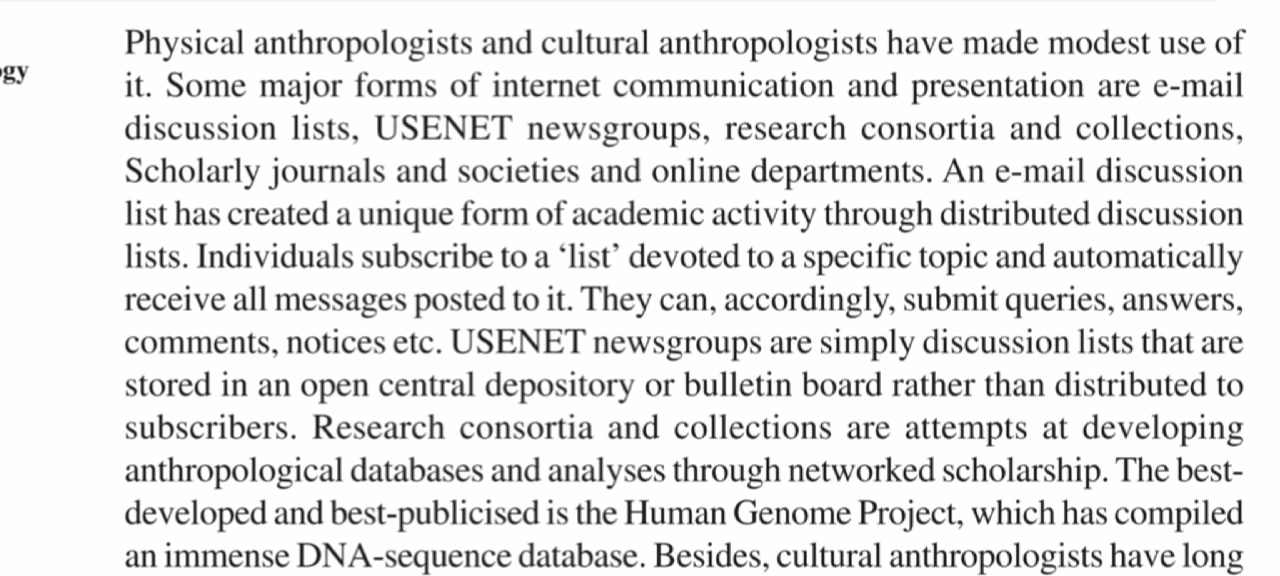 Physical anthropologists and cultural anthropologists have made modest use of
ogy
it. Some major forms of internet communication and presentation are e-mail
discussion lists, USENET newsgroups, research consortia and collections,
Scholarly journals and societies and online departments. An e-mail discussion
list has created a unique form of academic activity through distributed discussion
lists. Individuals subscribe to a ‘list’ devoted to a specific topic and automatically
receive all messages posted to it. They can, accordingly, submit queries, answers,
comments, notices etc. USENET newsgroups are simply discussion lists that are
stored in an open central depository or bulletin board rather than distributed to
subscribers. Research consortia and collections are attempts at developing
anthropological databases and analyses through networked scholarship. The best-
developed and best-publicised is the Human Genome Project, which has compiled
an immense DNA-sequence database. Besides, cultural anthropologists have long